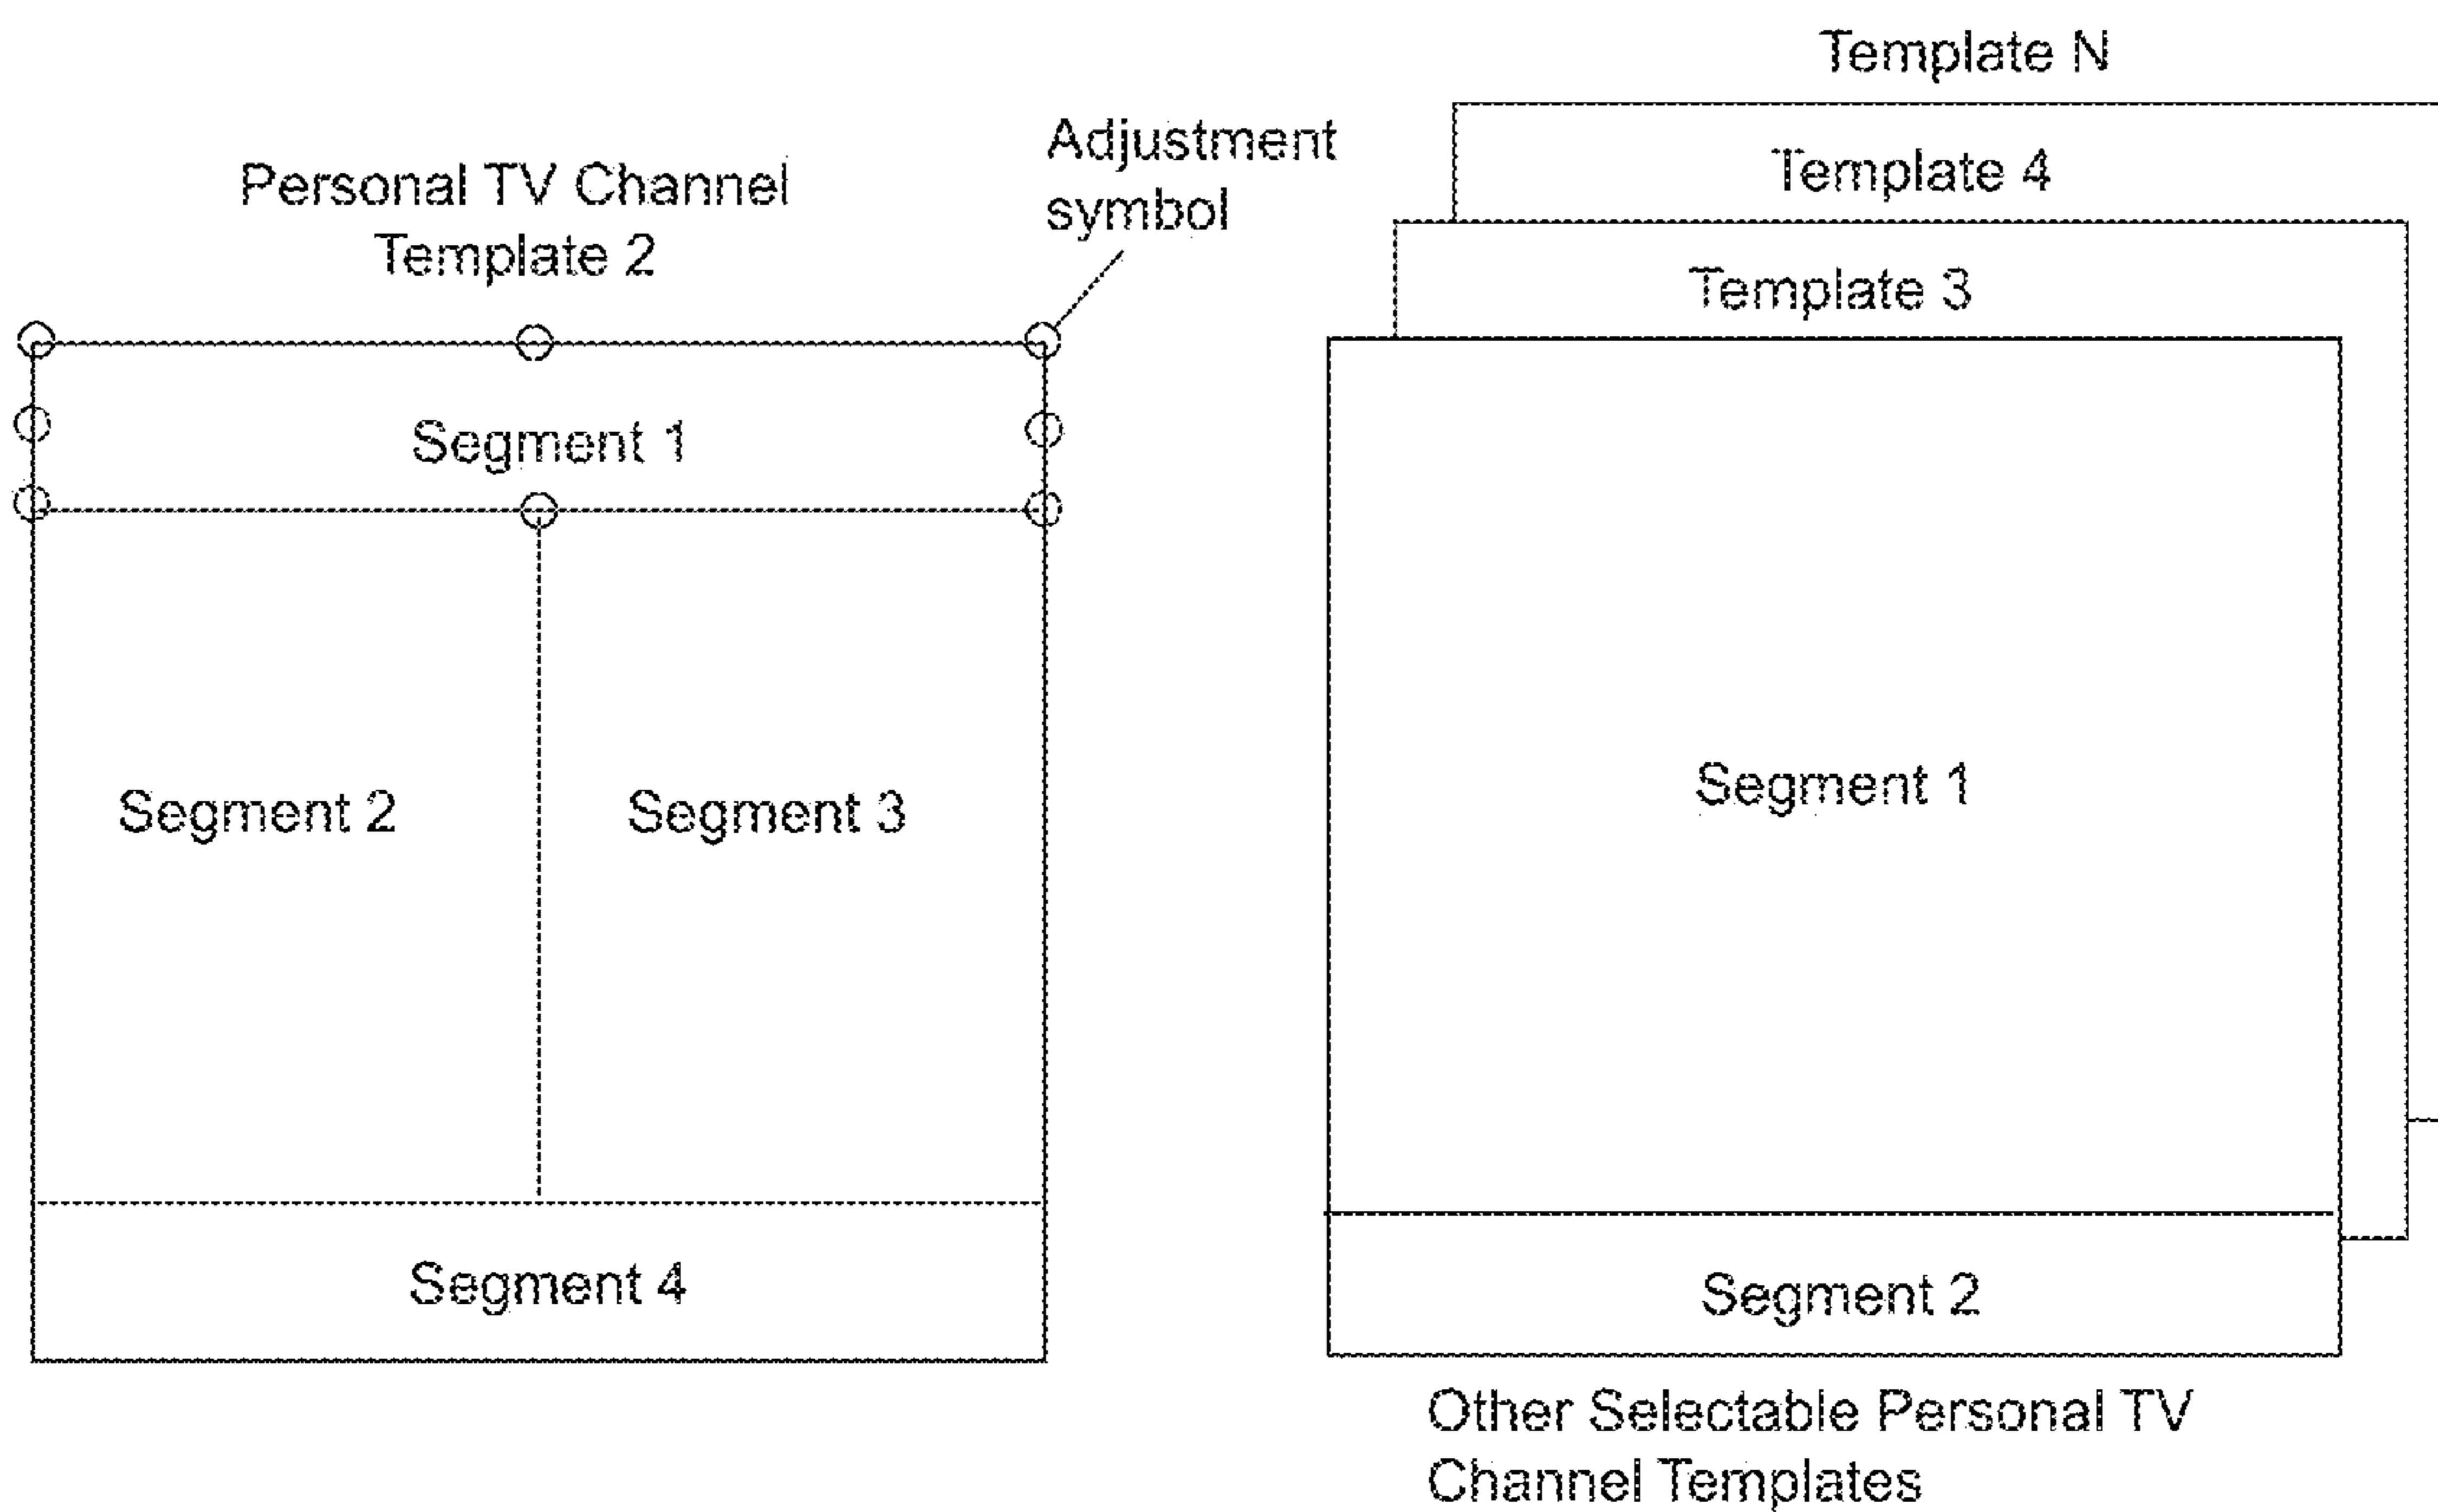 Personal TV Channel
Template 2
Adjustment
symbol
Segment 1
Segment 2
Segment 3
Segment 4
Template N
Template 4
Template 3
Segment 1
Segment 2
Other Selectable Personal TV
Channel Templates